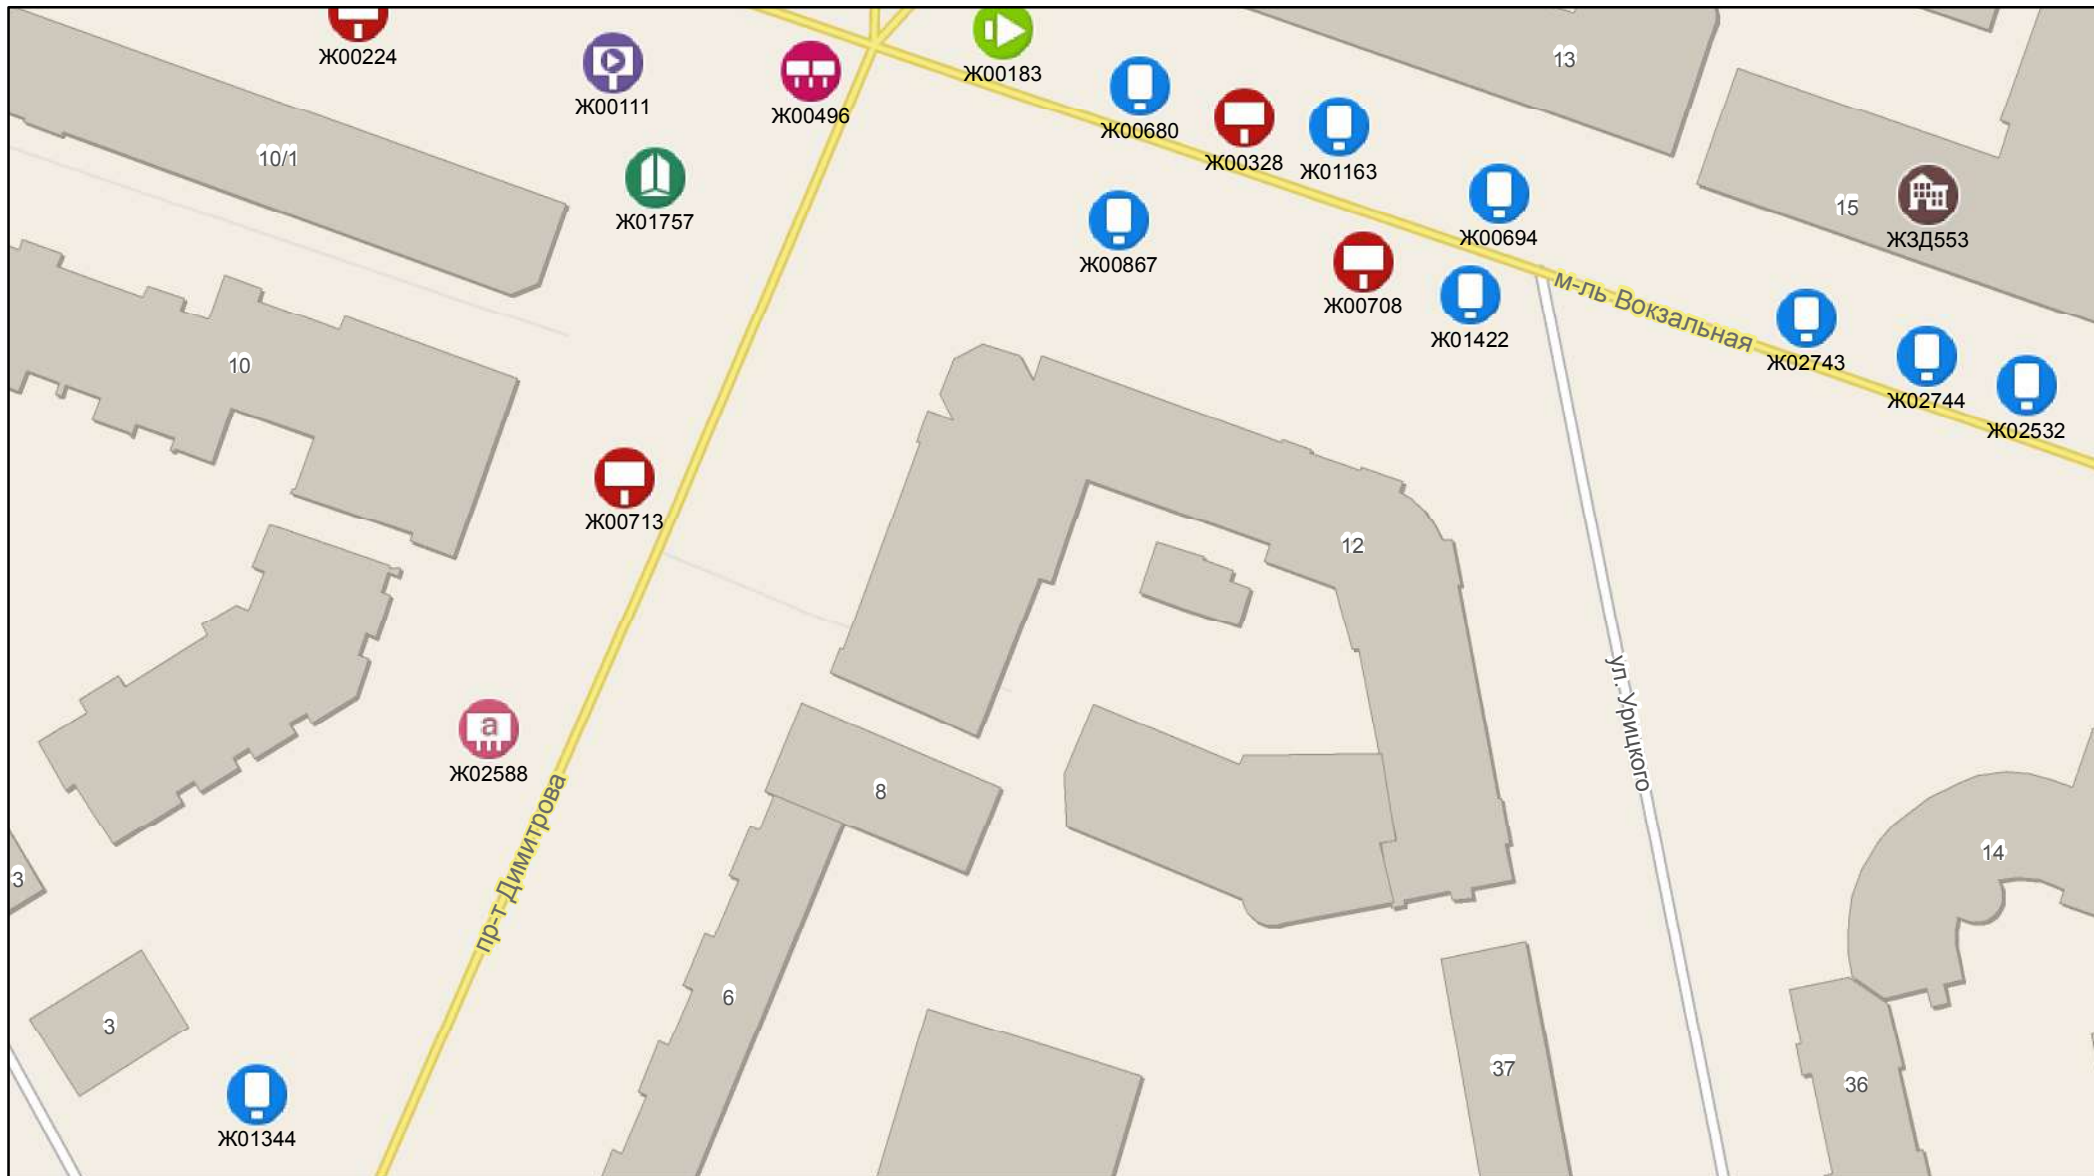 Ж00224
Ж00111
Ж00496
Ж00183
13
Ж00680
Ж00328
Ж01163
10/1
Ж01757
Ж00867
Ж00694
15
ЖЗД553
Ж00708
Ж01422
м-ль Вокзальная
Ж02743
Ж02744
Ж02532
10
Ж00713
12
ул. Урицкого
a
Ж02588
пр-т Димитрова
8
14
3
6
3
37
36
Ж01344